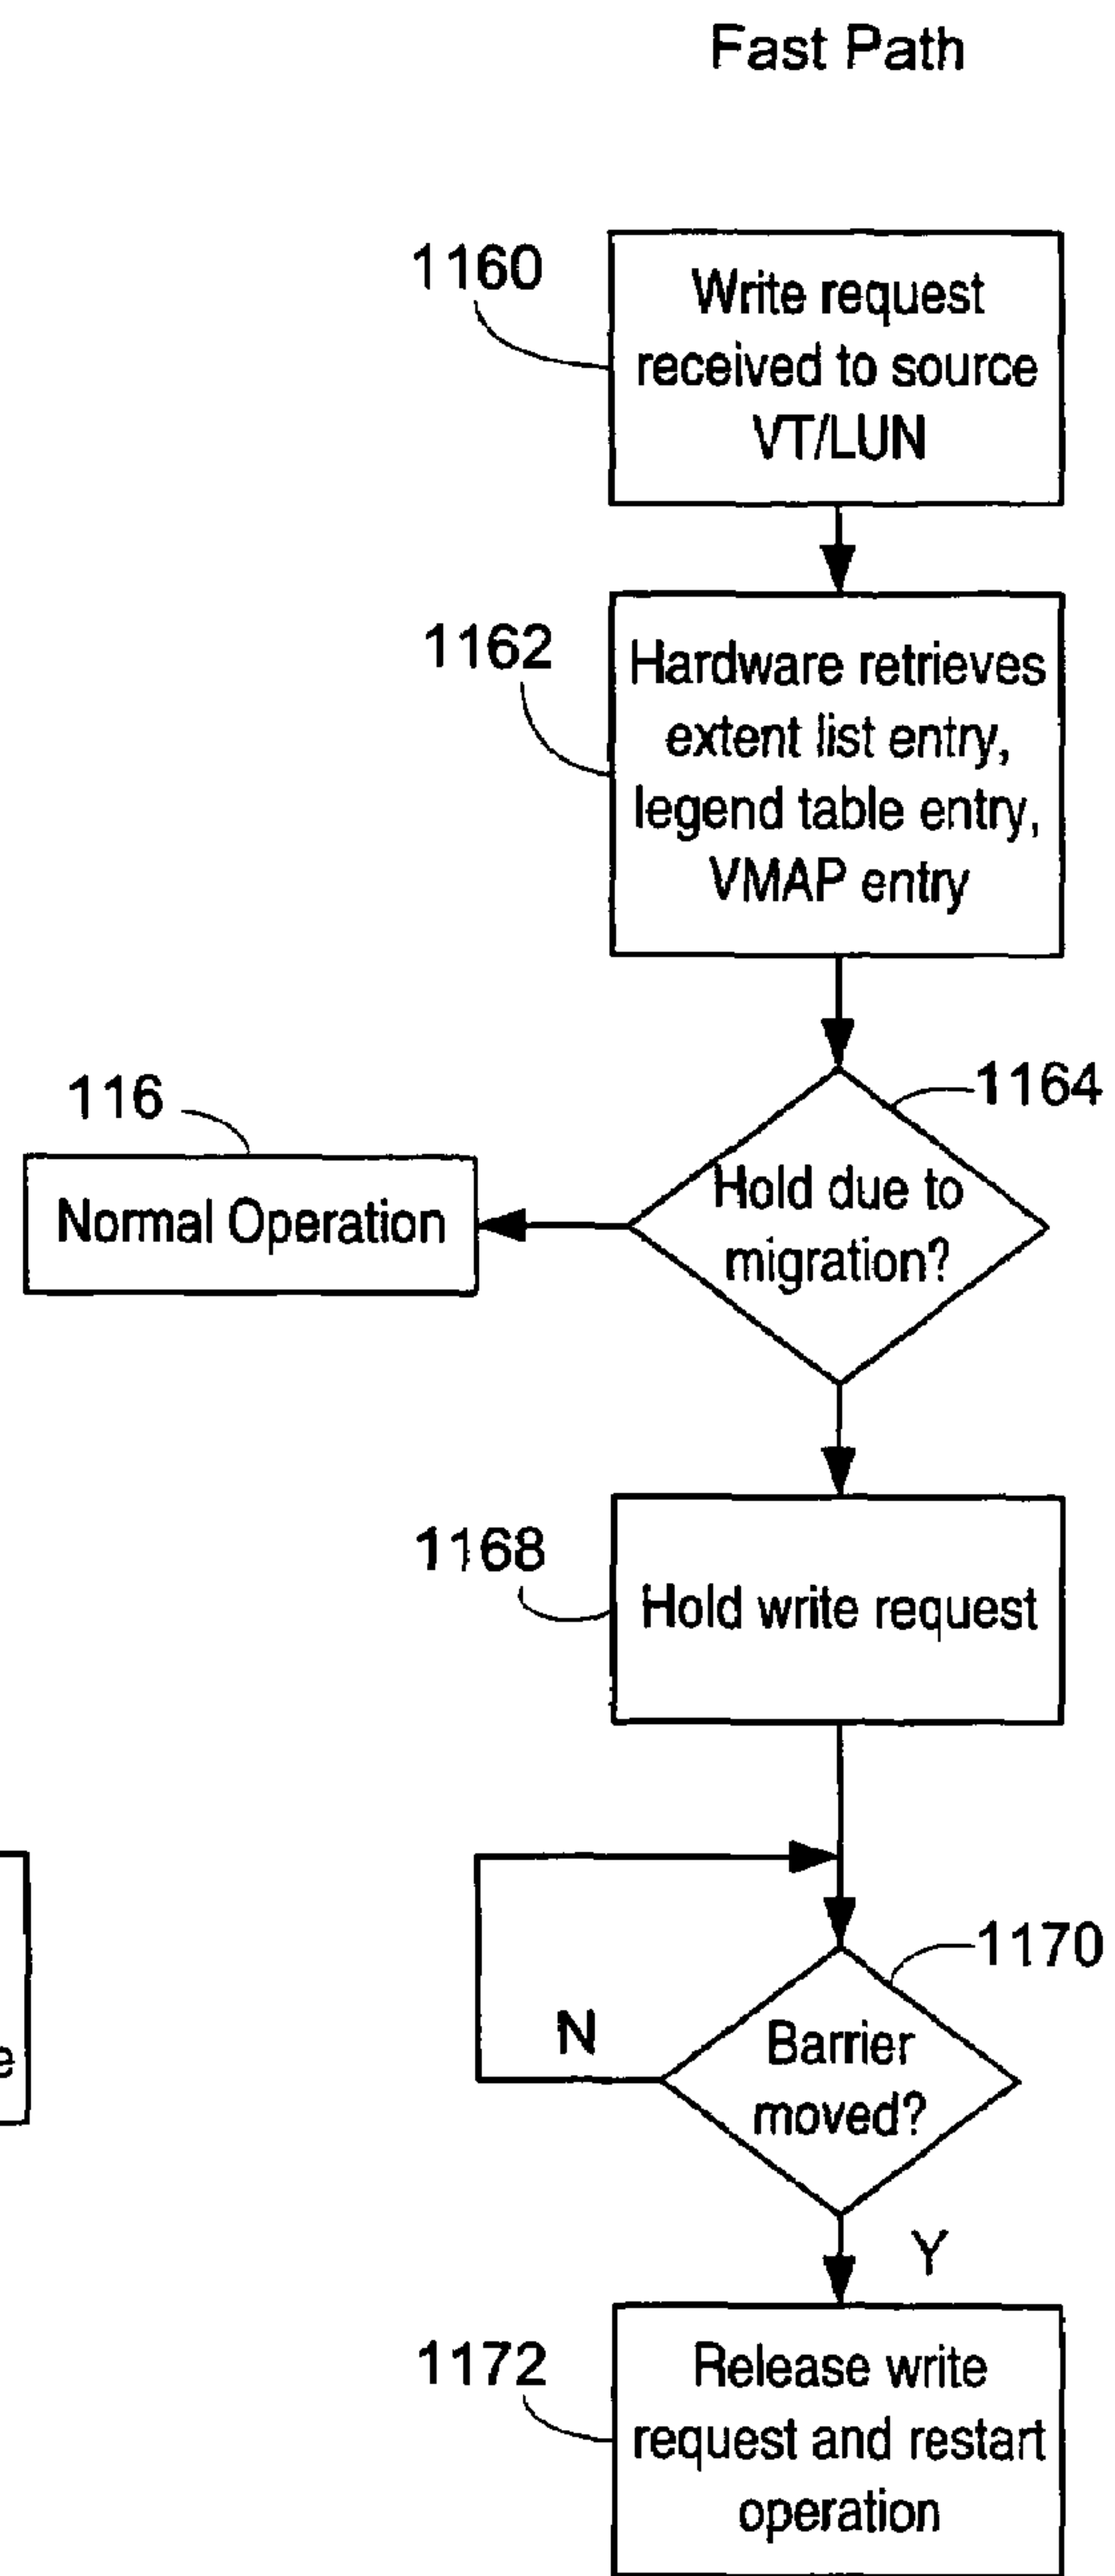 Fast Path
1160
Write request
received to source
VT/LUN
1162
Hardware retrieves
extent list entry,
legend table entry,
VMAP entry
1164
Hold due to
migration?
116
Normal Operation
1168
Hold write request
1170
Barrier
moved?
N
Y
e
1172
Release write
request and restart
operation